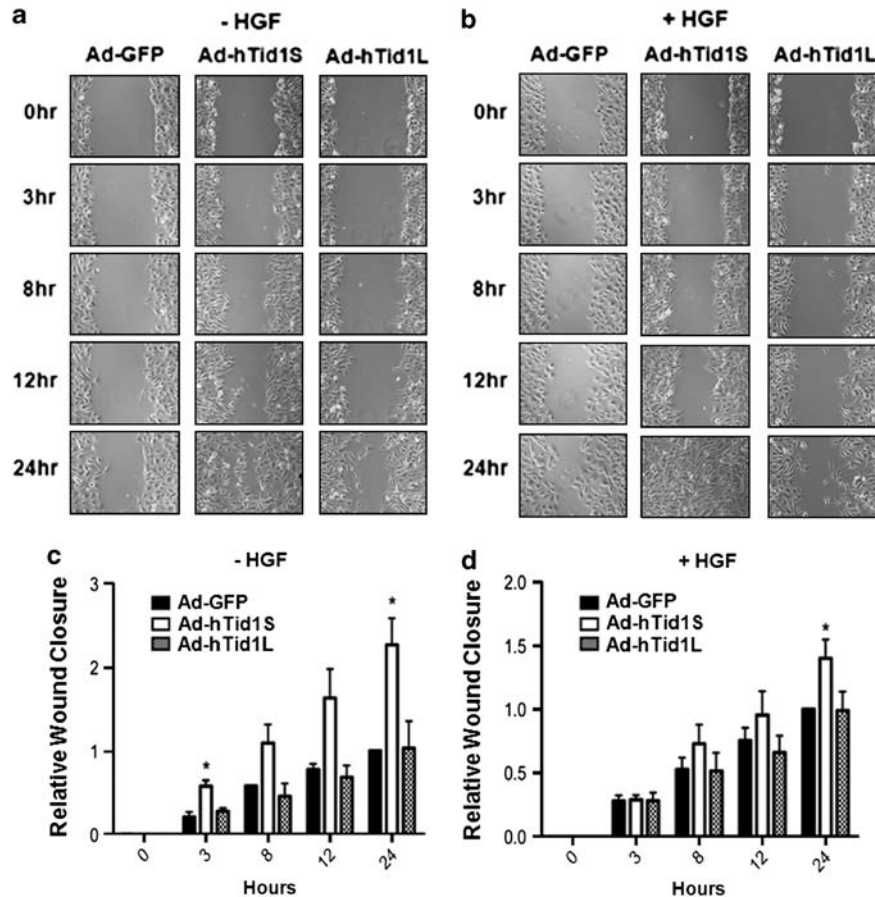 a
- HGF
Ad-GFP Ad-hTid1S Ad-hTid1L
0hr
3hr
8hr
12hr
24hr
b
+ HGF
Ad-GFP Ad-hTid1S Ad-hTid1L
0hr
3hr
8hr
12hr
24hr
c
- HGF
Relative Wound Closure
3
2
1
0
Ad-GFP
Ad-hTid1S
Ad-hTid1L
*
*
0 3 8 12 24
Hours
d
+ HGF
Relative Wound Closure
2.0
1.5
1.0
0.5
0.0
Ad-GFP
Ad-hTid1S
Ad-hTid1L
*
0 3 8 12 24
Hours